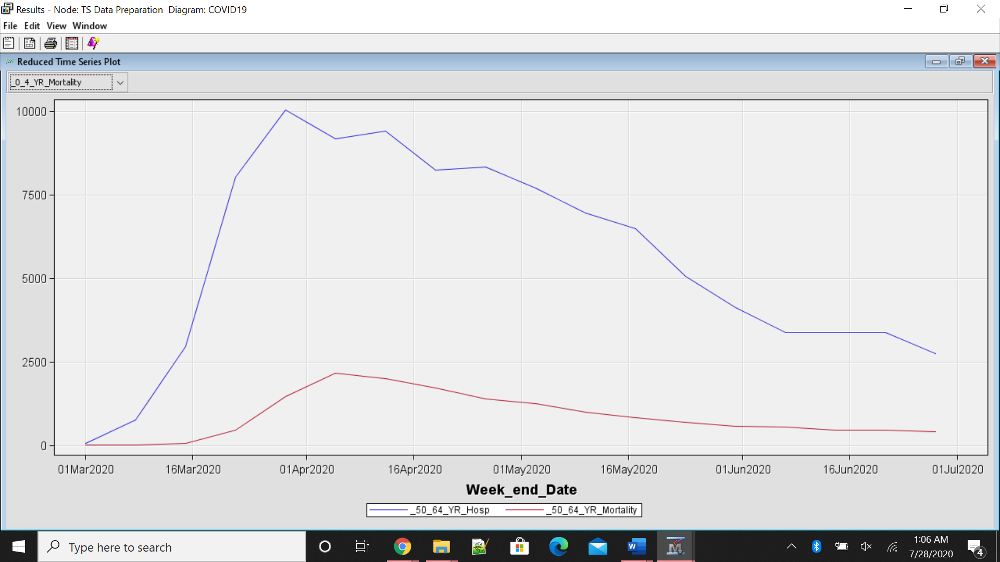 Results - Node: TS Data Preparation  Diagram: COVID19
File Edit View Window
Reduced Time Series Plot
_0_4_YR_Mortality
10000
7500
5000
2500
0
01Mar2020 16Mar2020 01Apr2020 16Apr2020 01May2020 16May2020 01Jun2020 16Jun2020 01Jul2020
Week_end_Date
_50_64_YR_Hosp _50_64_YR_Mortality
Type here to search
W
1:06 AM
7/28/2020
4